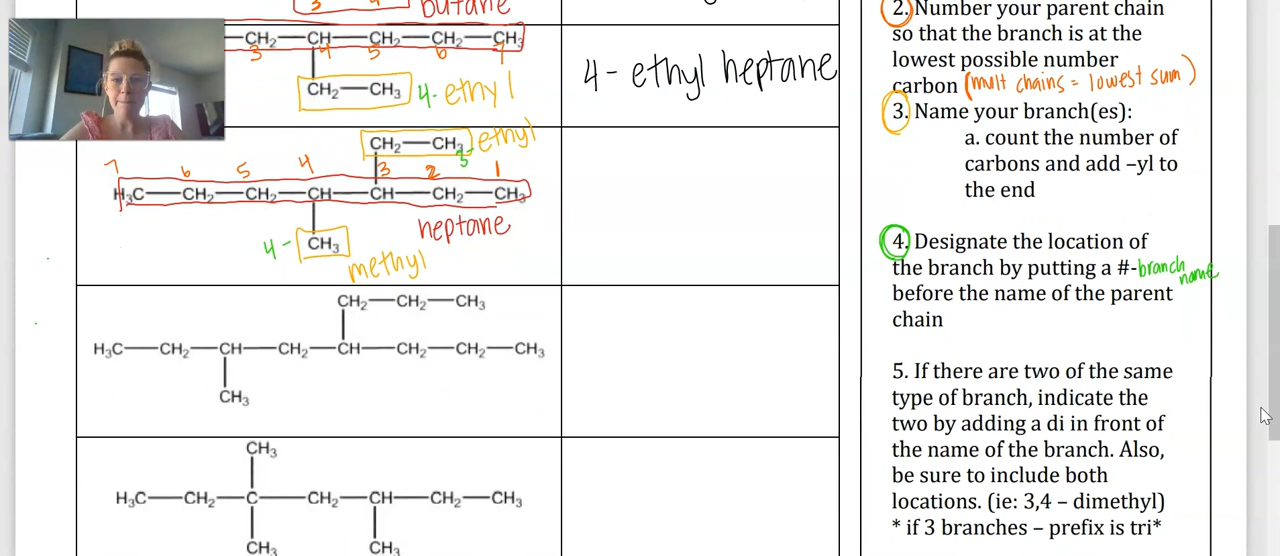 3 4 butane
CH₂—CH—CH₂—CH₂—CH₃
3 4 5 6 7
CH₂—CH₃ 4- ethyl
4- ethyl heptane
CH₂—CH₃ 3- ethyl
7 6 5 4 3 2 1
H₃C—CH₂—CH₂—CH—CH—CH₂—CH₃
heptane
4- CH₃
methyl
CH₂—CH₂—CH₃
H₃C—CH₂—CH—CH₂—CH—CH₂—CH₂—CH₃
CH₃
CH₃
H₃C—CH₂—C—CH₂—CH—CH₂—CH₃
CH₃ CH₃
2. Number your parent chain
so that the branch is at the
lowest possible number
carbon (mult chains = lowest sum)
3. Name your branch(es):
a. count the number of
carbons and add –yl to
the end
4. Designate the location of
the branch by putting a #-branch name
before the name of the parent
chain
5. If there are two of the same
type of branch, indicate the
two by adding a di in front of
the name of the branch. Also,
be sure to include both
locations. (ie: 3,4 – dimethyl)
* if 3 branches – prefix is tri*